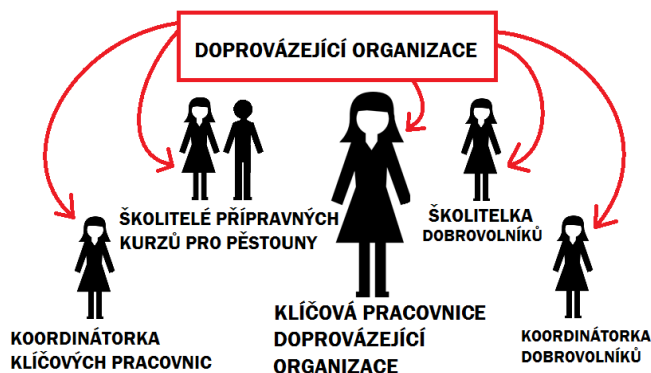 DOPROVÁZEJÍCÍ ORGANIZACE
ŠKOLITELÉ PŘÍPRAVNÝCH
KURZŮ PRO PĚSTOUNY
ŠKOLITELKA
DOBROVOLNÍKŮ
KOORDINÁTORKA
KLÍČOVÝCH PRACOVNIC
KLÍČOVÁ PRACOVNICE
DOPROVÁZEJÍCÍ
ORGANIZACE
KOORDINÁTORKA
DOBROVOLNÍKŮ